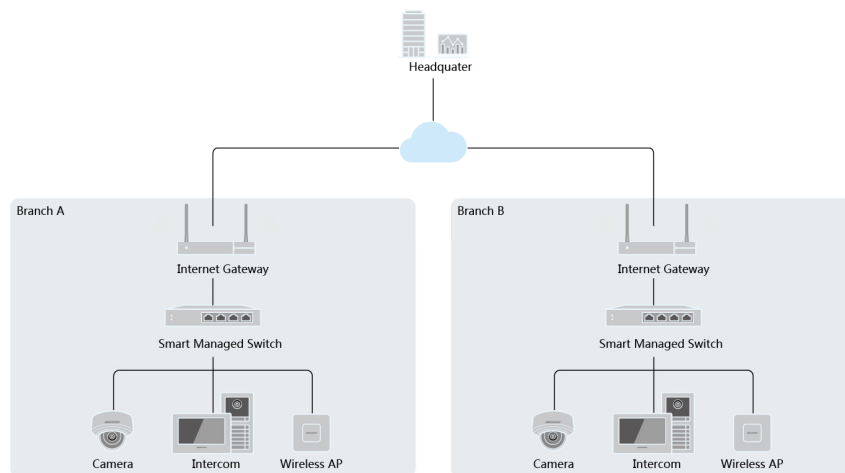 Headquater
Branch A
Branch B
Internet Gateway
Internet Gateway
Smart Managed Switch
Smart Managed Switch
Camera
Intercom
Wireless AP
Camera
Intercom
Wireless AP